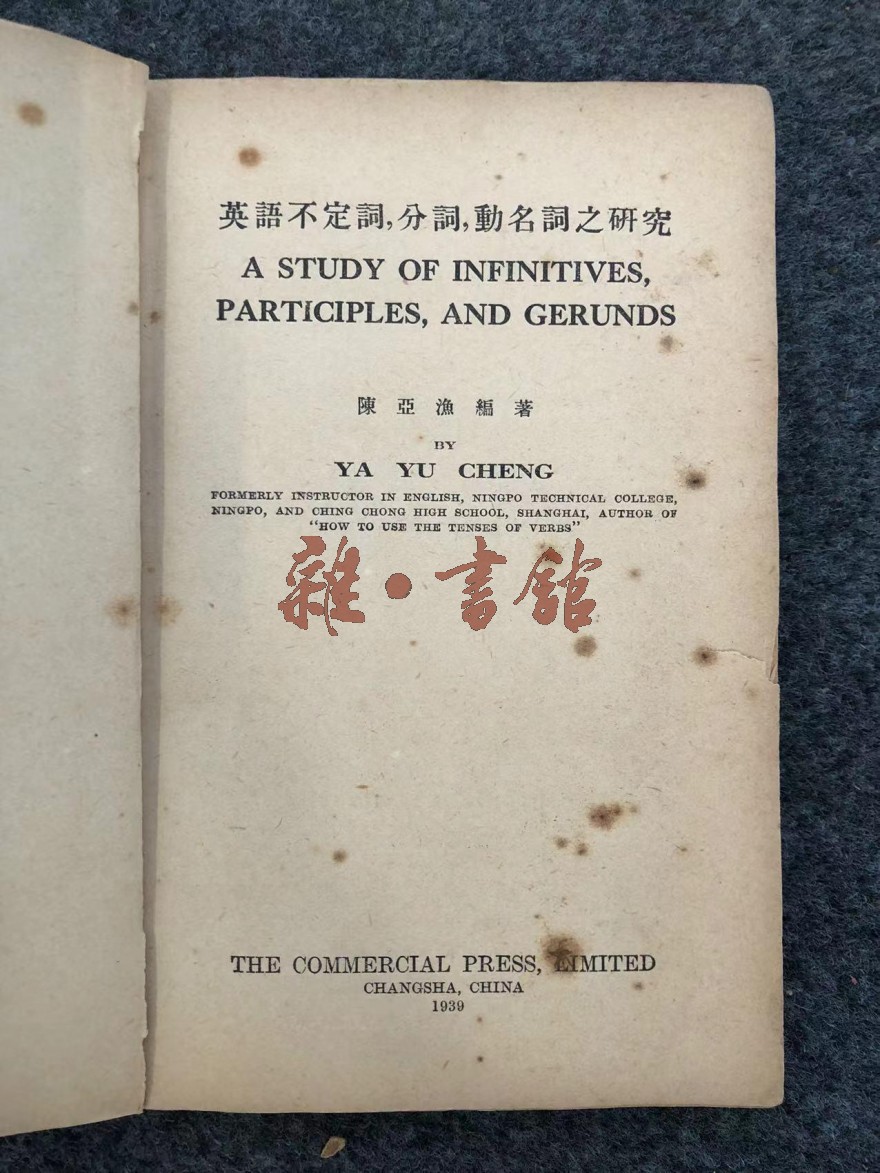 英語不定詞,分詞,動名詞之研究
A STUDY OF INFINITIVES,
PARTICIPLES, AND GERUNDS
陳亞漁編著
BY
YA YU CHENG
FORMERLY INSTRUCTOR IN ENGLISH, NINGPO TECHNICAL COLLEGE,
NINGPO, AND CHING CHONG HIGH SCHOOL, SHANGHAI, AUTHOR OF
"HOW TO USE THE TENSES OF VERBS"
雜·書館
THE COMMERCIAL PRESS, LIMITED
CHANGSHA, CHINA
1939